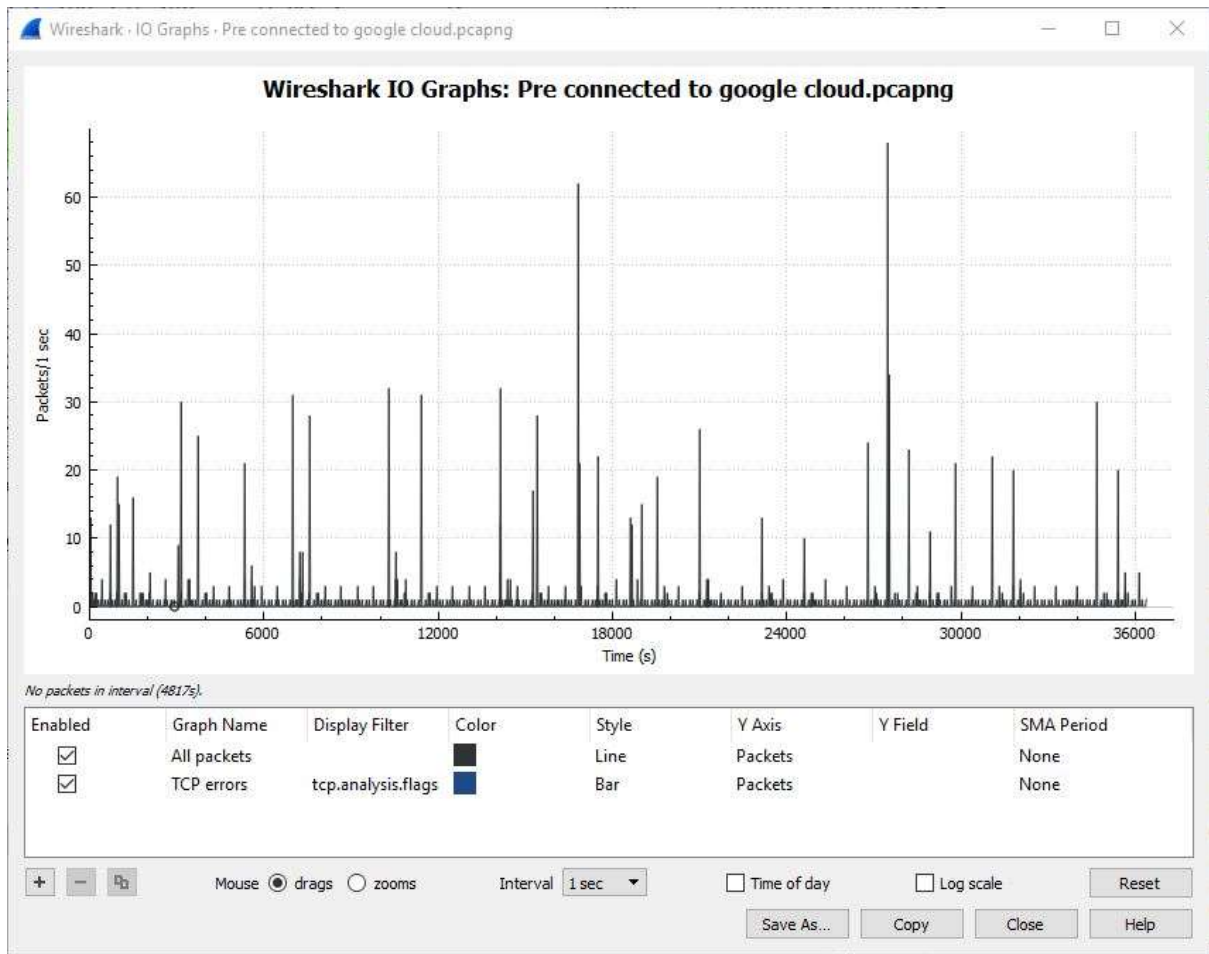 Wireshark · IO Graphs · Pre connected to google cloud.pcapng
Wireshark IO Graphs: Pre connected to google cloud.pcapng
60
50
40
30
20
10
0
Packets/1 sec
0 6000 12000 18000 24000 30000 36000
Time (s)
No packets in interval (4817s).
Enabled Graph Name Display Filter Color Style Y Axis Y Field SMA Period
All packets Line Packets None
TCP errors tcp.analysis.flags Bar Packets None
Mouse drags zooms Interval 1 sec Time of day Log scale Reset
Save As... Copy Close Help